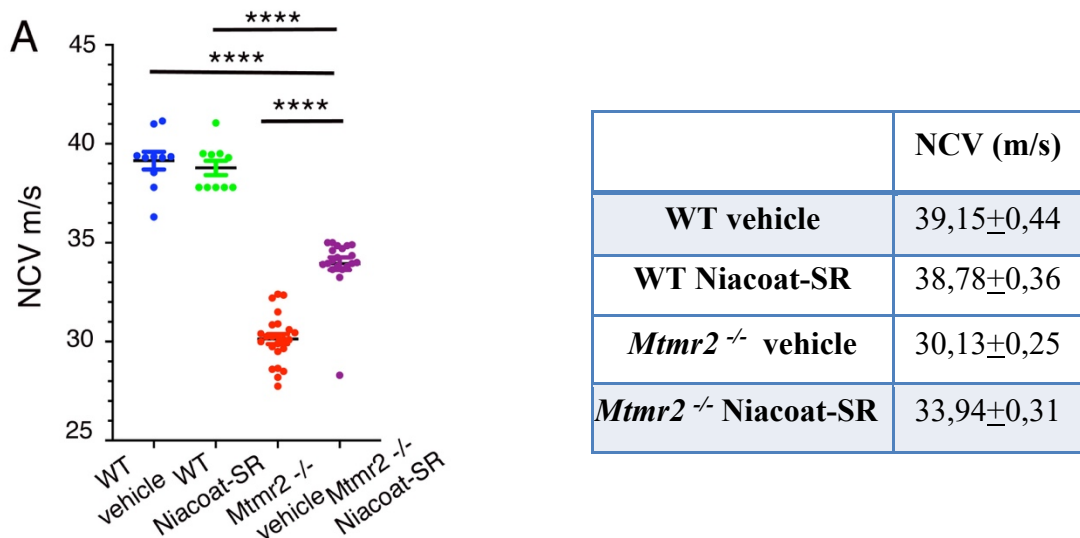 A
****
****
****
45
40
35
30
25
NCV m/s
WT
vehicle
WT
Niacoat-SR
Mtmr2 -/-
vehicle
Mtmr2 -/-
Niacoat-SR
NCV (m/s)
WT vehicle 39,15±0,44
WT Niacoat-SR 38,78±0,36
Mtmr2 -/- vehicle 30,13±0,25
Mtmr2 -/- Niacoat-SR 33,94±0,31